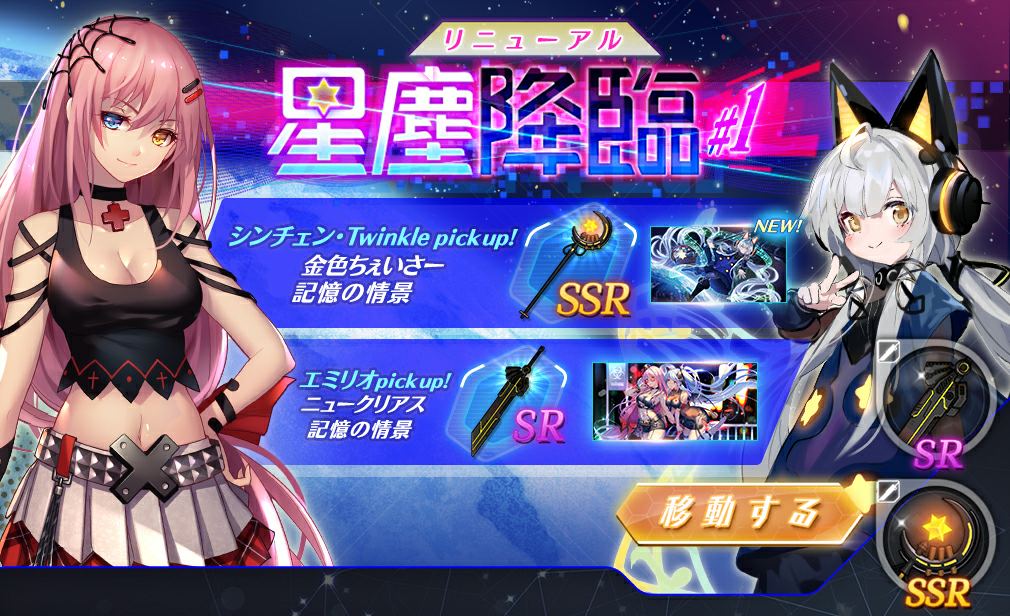 リニューアル
星塵降臨 #1
シンチェン・Twinkle pick up!
金色ちぇいさー
記憶の情景
SSR
NEW!
エミリオpick up!
ニュークリアス
記憶の情景
SR
SR
移動する
SSR